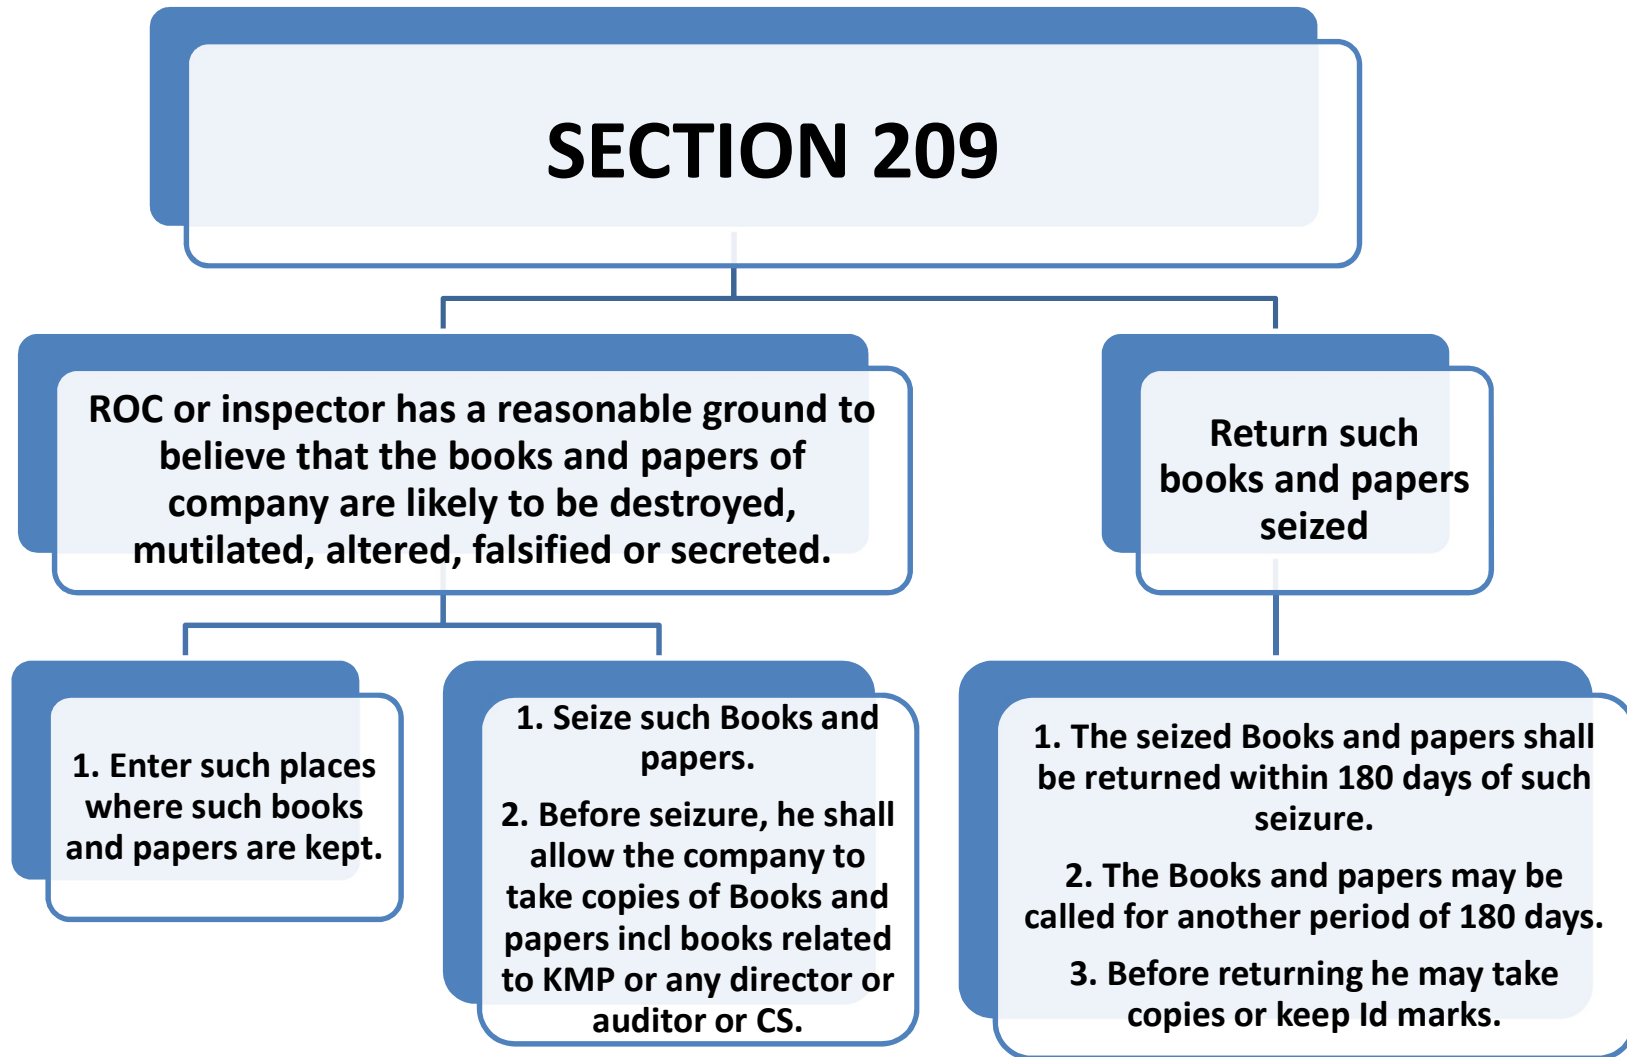 SECTION 209
ROC or inspector has a reasonable ground to
believe that the books and papers of
company are likely to be destroyed,
mutilated, altered, falsified or secreted.
Return such
books and papers
seized
1. Enter such places
where such books
and papers are kept.
1. Seize such Books and
papers.
2. Before seizure, he shall
allow the company to
take copies of Books and
papers incl books related
to KMP or any director or
auditor or CS.
1. The seized Books and papers shall
be returned within 180 days of such
seizure.
2. The Books and papers may be
called for another period of 180 days.
3. Before returning he may take
copies or keep Id marks.